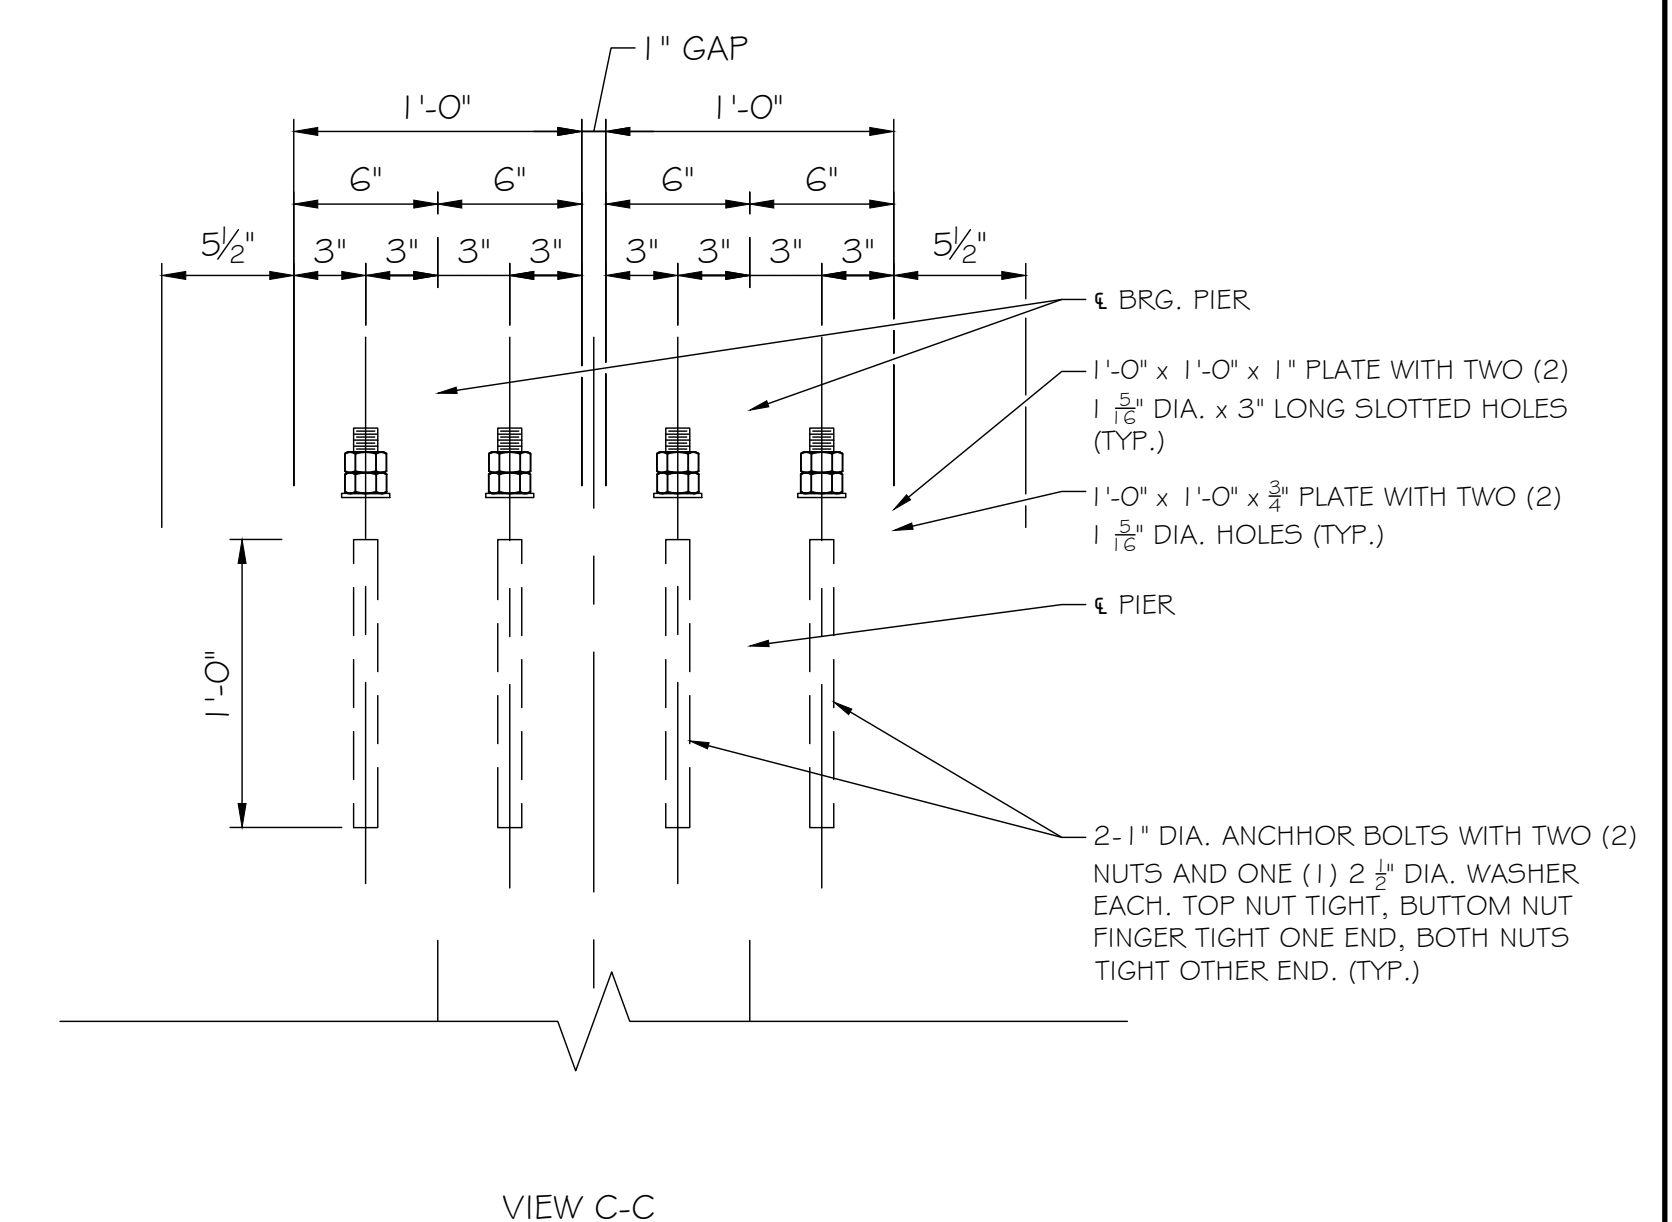 1" GAP
1'-0" 1'-0"
6" 6" 6" 6"
5½" 3" 3" 3" 3" 3" 3" 3" 3" 5½"
℄ BRG. PIER
1'-0" x 1'-0" x 1" PLATE WITH TWO (2)
1 5/16" DIA. x 3" LONG SLOTTED HOLES
(TYP.)
1'-0" x 1'-0" x 3/4" PLATE WITH TWO (2)
1 5/16" DIA. HOLES (TYP.)
℄ PIER
1'-0"
2-1" DIA. ANCHHOR BOLTS WITH TWO (2)
NUTS AND ONE (1) 2 1/2" DIA. WASHER
EACH. TOP NUT TIGHT, BUTTOM NUT
FINGER TIGHT ONE END, BOTH NUTS
TIGHT OTHER END. (TYP.)
VIEW C-C